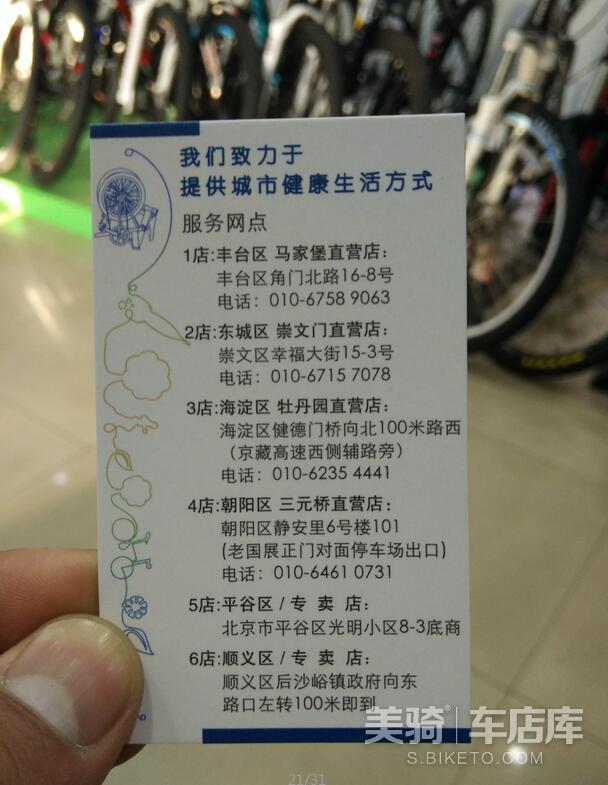 我们致力于
提供城市健康生活方式
服务网点
1店:丰台区 马家堡直营店：
丰台区角门北路16-8号
电话：010-6758 9063
2店:东城区 崇文门直营店：
崇文区幸福大街15-3号
电话：010-6715 7078
3店:海淀区 牡丹园直营店：
海淀区健德门桥向北100米路西
（京藏高速西侧辅路旁）
电话：010-6235 4441
4店:朝阳区 三元桥直营店：
朝阳区静安里6号楼101
(老国展正门对面停车场出口)
电话：010-6461 0731
5店:平谷区 / 专 卖 店：
北京市平谷区光明小区8-3底商
6店:顺义区 / 专 卖 店：
顺义区后沙峪镇政府向东
路口左转100米即到
美骑® 车店库
S.BIKETO.COM
21/31